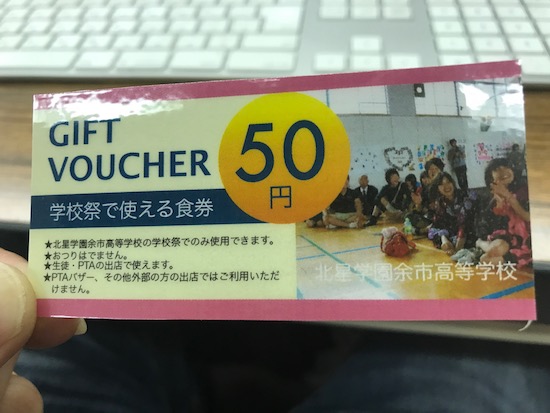 GIFT
VOUCHER
50
円
学校祭で使える食券
★北星学園余市高等学校の学校祭でのみ使用できます。
★おつりはでません。
★生徒・PTAの出店で使えます。
★PTAバザー、その他外部の方の出店ではご利用いただ
けません。
北星学園余市高等学校